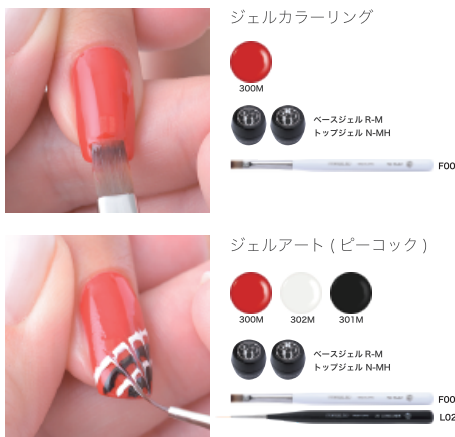 ジェルカラーリング
300M
ベースジェル R-M
トップジェル N-MH
F00
ジェルアート ( ピーコック )
300M
302M
301M
ベースジェル R-M
トップジェル N-MH
F00
L02